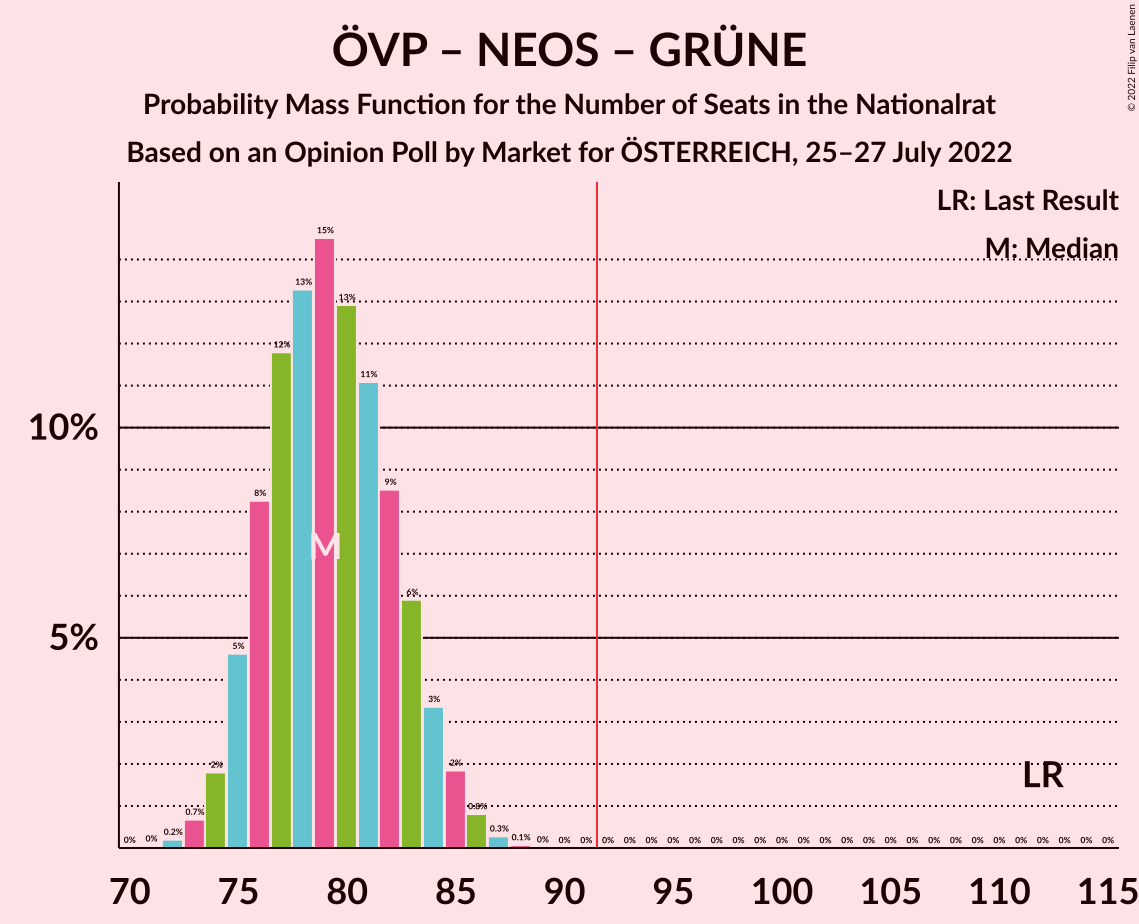 ÖVP – NEOS – GRÜNE
Probability Mass Function for the Number of Seats in the Nationalrat
Based on an Opinion Poll by Market for ÖSTERREICH, 25–27 July 2022
© 2022 Filip van Laenen
LR: Last Result
M: Median
10%
5%
0% 0% 0.2% 0.7% 2% 5% 8% 12% 13% 15% 13% 11% 9% 6% 3% 2% 0.8% 0.3% 0.1% 0% 0% 0% 0% 0% 0% 0% 0% 0% 0% 0% 0% 0% 0% 0% 0% 0% 0% 0% 0% 0% 0% 0% 0% 0% 0% 0%
M
LR
70 75 80 85 90 95 100 105 110 115